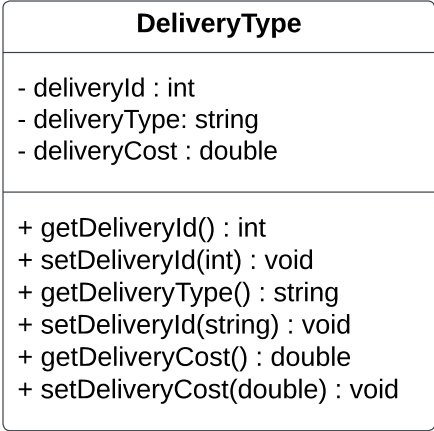 DeliveryType
- deliveryId : int
- deliveryType: string
- deliveryCost : double
+ getDeliveryId() : int
+ setDeliveryId(int) : void
+ getDeliveryType() : string
+ setDeliveryId(string) : void
+ getDeliveryCost() : double
+ setDeliveryCost(double) : void